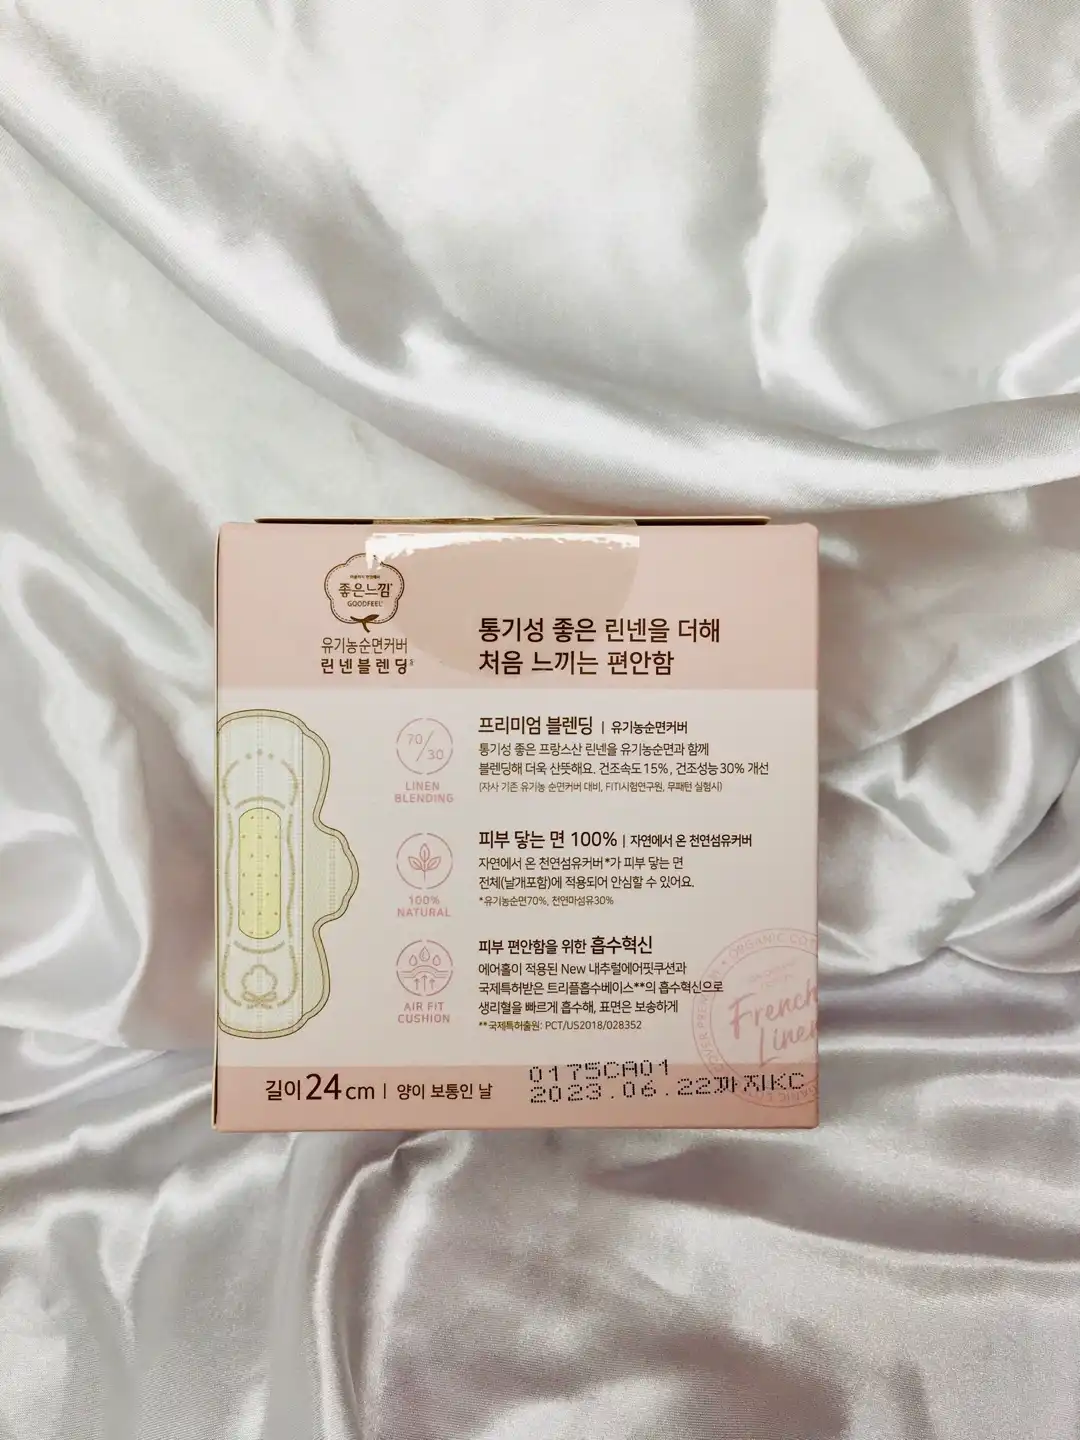 좋은느낌
GOODFEEL
유기농순면커버
린넨블렌딩
통기성 좋은 린넨을 더해
처음 느끼는 편안함
70/30
LINEN
BLENDING
프리미엄 블렌딩 | 유기농순면커버
통기성 좋은 프랑스산 린넨을 유기농순면과 함께
블렌딩해 더욱 산뜻해요. 건조속도 15%, 건조성능 30% 개선
(자사 기존 유기농 순면커버 대비, FITI시험연구원, 무패턴 실험시)
100%
NATURAL
피부 닿는 면 100% | 자연에서 온 천연섬유커버
자연에서 온 천연섬유커버*가 피부 닿는 면
전체(날개포함)에 적용되어 안심할 수 있어요.
*유기농순면70%, 천연마섬유30%
AIR FIT
CUSHION
피부 편안함을 위한 흡수혁신
에어홀이 적용된 New 내추럴에어핏쿠션과
국제특허받은 트리플흡수베이스**의 흡수혁신으로
생리혈을 빠르게 흡수해, 표면은 보송하게
**국제특허출원: PCT/US2018/028352
ORGANIC COT
French
Linen
길이 24cm | 양이 보통인 날
0175CA01
2023.06.22까지KC